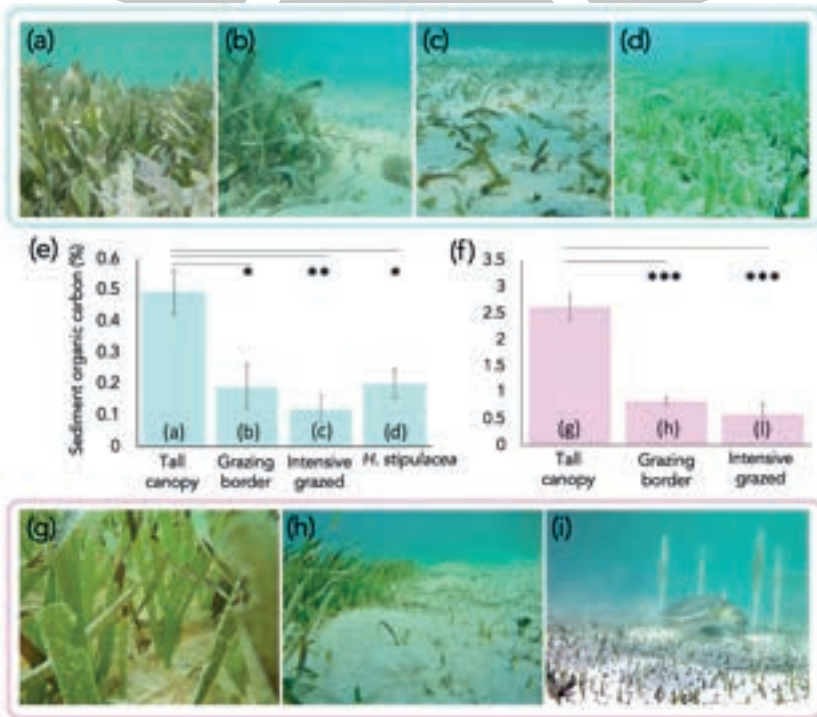 (a) (b) (c) (d)
(e)
Sediment organic carbon (%)
0.6
0.5
0.4
0.3
0.2
0.1
0
(a) (b) (c) (d)
Tall canopy
Grazing border
Intensive grazed
H. stipulacea
(f)
3.5
3
2.5
2
1.5
1
0.5
0
(g) (h) (I)
Tall canopy
Grazing border
Intensive grazed
(g) (h) (i)